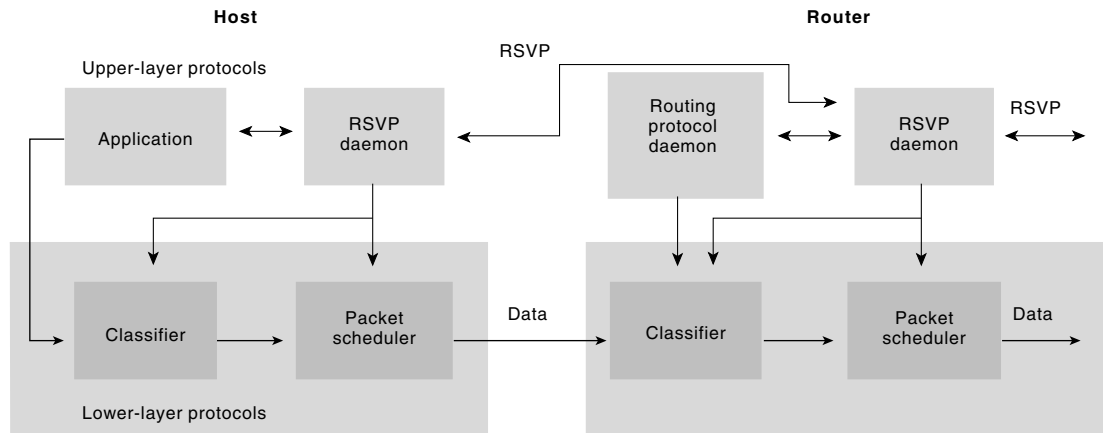 Host
Router
RSVP
Upper-layer protocols
Application
RSVP
daemon
Routing
protocol
daemon
RSVP
daemon
RSVP
Classifier
Packet
scheduler
Data
Classifier
Packet
scheduler
Data
Lower-layer protocols